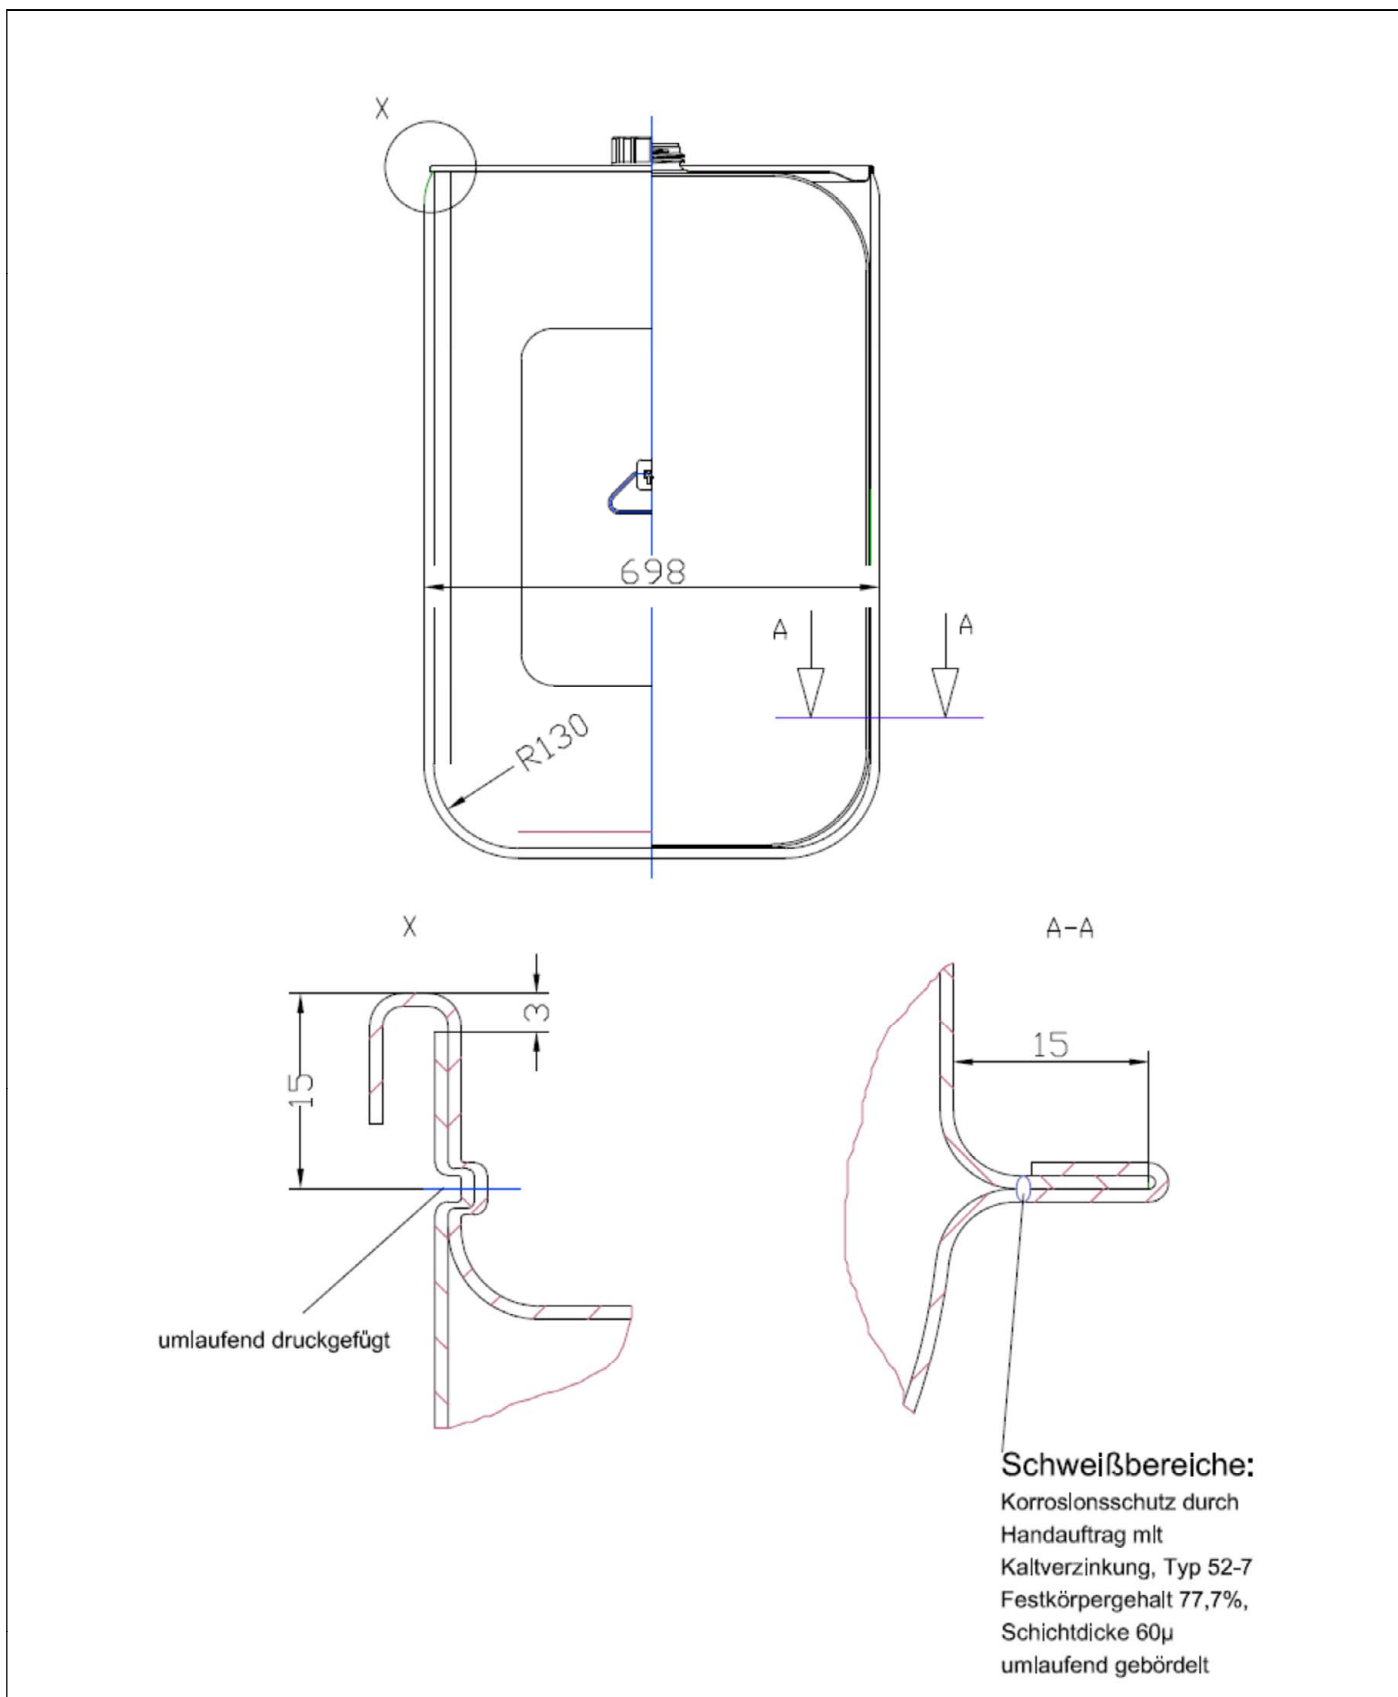 X
698
A
A
R130
X
A-A
3
15
15
umlaufend druckgefügt
Schweißbereiche:
Korrosionsschutz durch
Handauftrag mit
Kaltverzinkung, Typ 52-7
Festkörpergehalt 77,7%,
Schichtdicke 60µ
umlaufend gebördelt